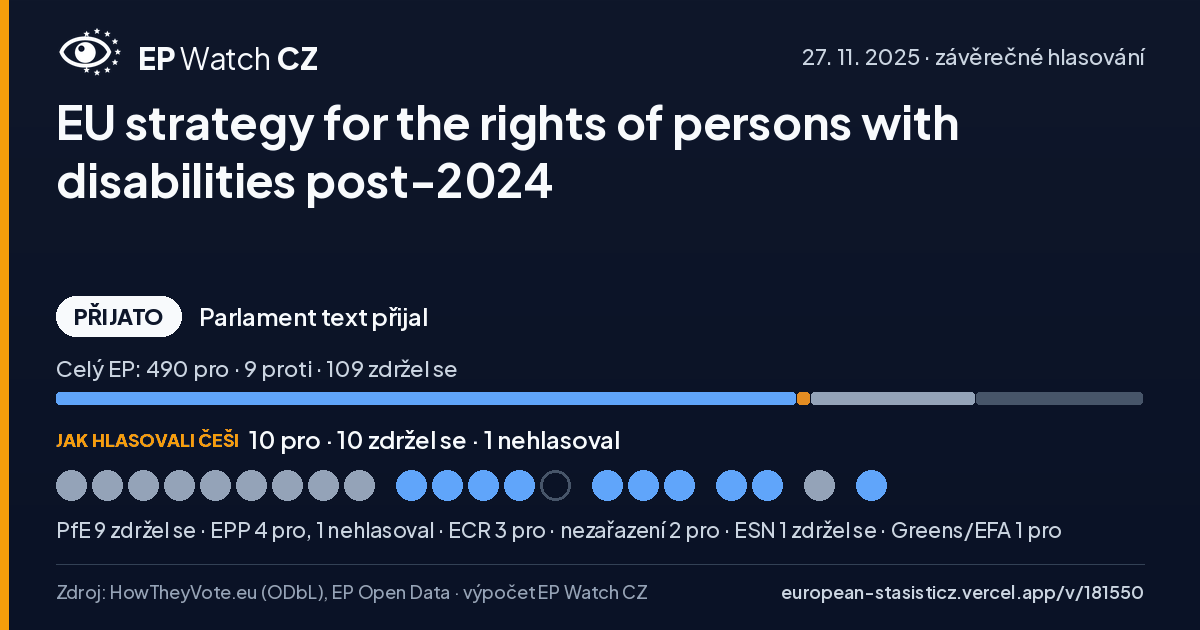 EP Watch CZ
27. 11. 2025 · závěrečné hlasování
EU strategy for the rights of persons with
disabilities post-2024
PŘIJATO Parlament text přijal
Celý EP: 490 pro · 9 proti · 109 zdržel se
JAK HLASOVALI ČEŠI 10 pro · 10 zdržel se · 1 nehlasoval
PfE 9 zdržel se · EPP 4 pro, 1 nehlasoval · ECR 3 pro · nezařazení 2 pro · ESN 1 zdržel se · Greens/EFA 1 pro
Zdroj: HowTheyVote.eu (ODbL), EP Open Data · výpočet EP Watch CZ
european-stasisticz.vercel.app/v/181550